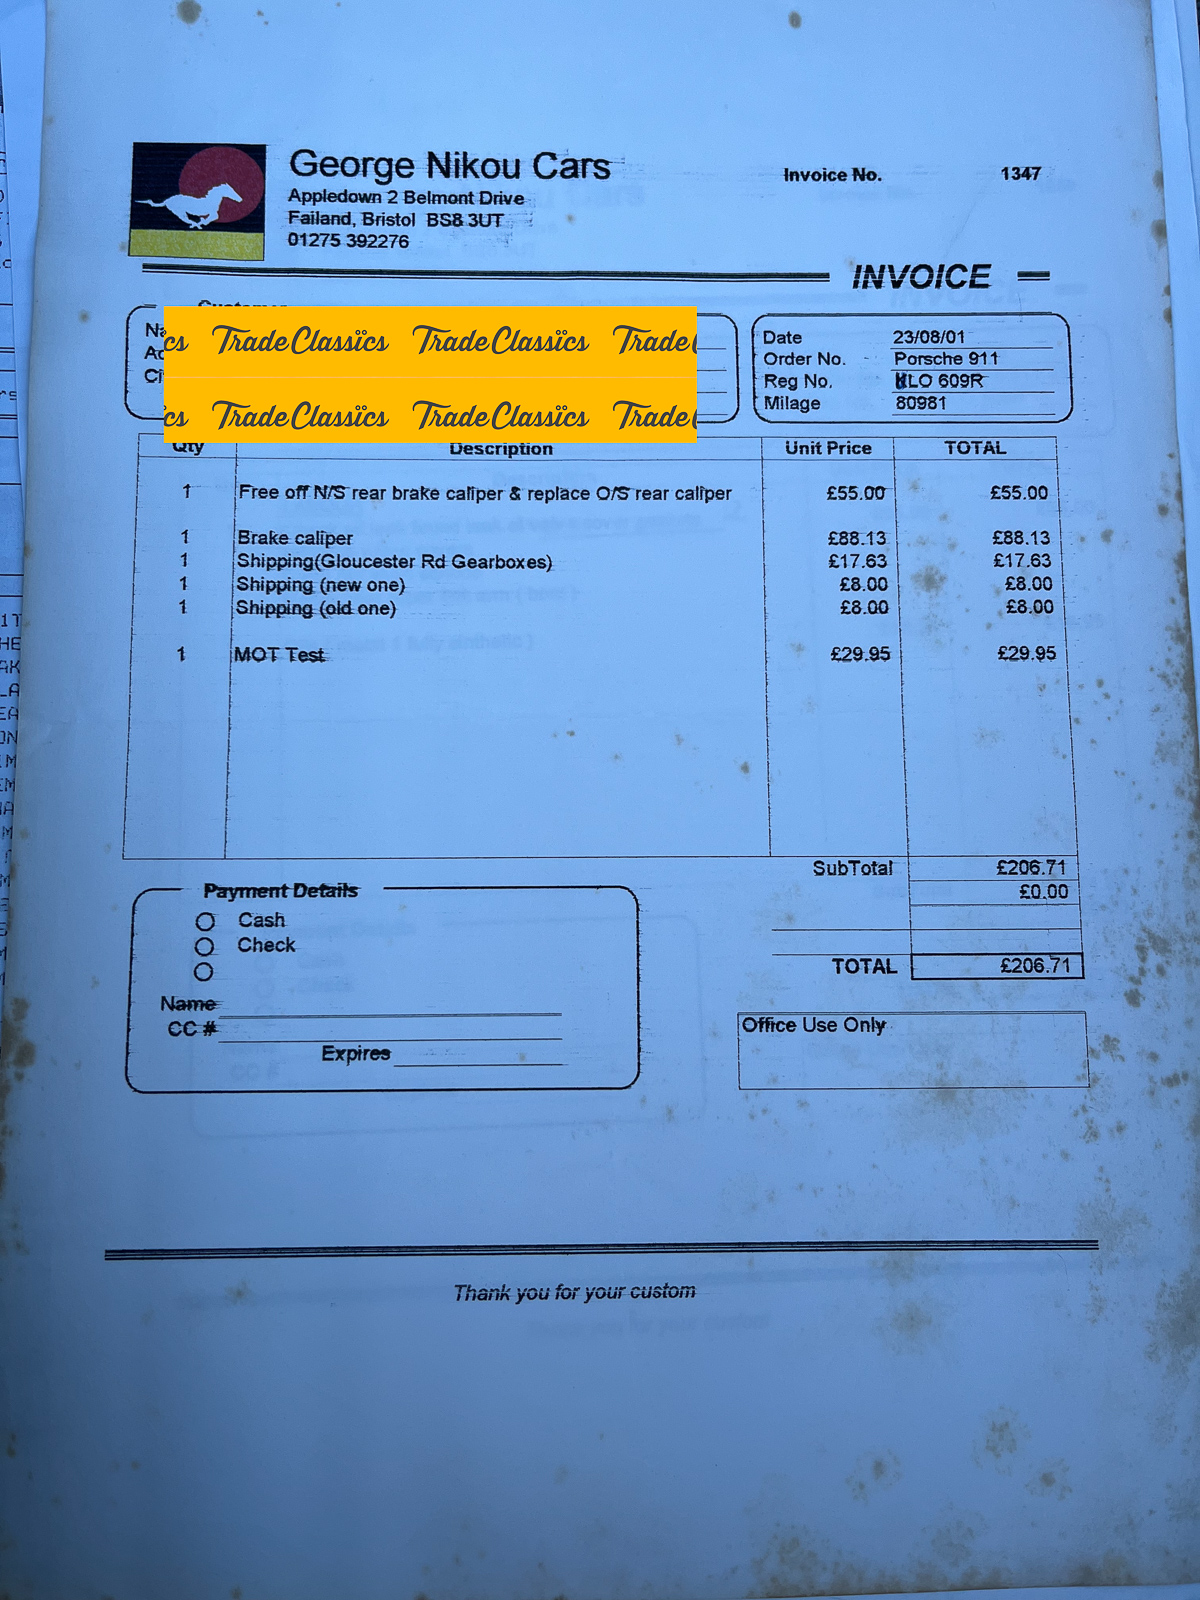 George Nikou Cars
Appledown 2 Belmont Drive
Failand, Bristol BS8 3UT
01275 392276
Invoice No. 1347
INVOICE
Customer
TradeClassics TradeClassics Trade
TradeClassics TradeClassics Trade
Date 23/08/01
Order No. Porsche 911
Reg No. KLO 609R
Milage 80981
Qty Description Unit Price TOTAL
1 Free off N/S rear brake caliper & replace O/S rear caliper £55.00 £55.00
1 Brake caliper £88.13 £88.13
1 Shipping(Gloucester Rd Gearboxes) £17.63 £17.63
1 Shipping (new one) £8.00 £8.00
1 Shipping (old one) £8.00 £8.00
1 MOT Test £29.95 £29.95
SubTotal £206.71
£0.00
TOTAL £206.71
Payment Details
Cash
Check
Name
CC #
Expires
Office Use Only
Thank you for your custom